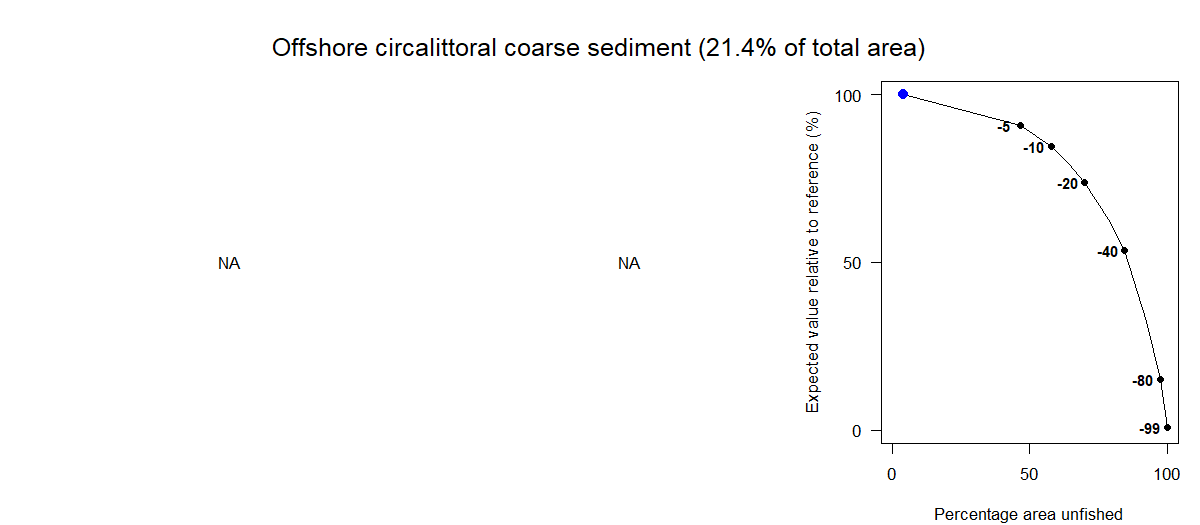 Offshore circalittoral coarse sediment (21.4% of total area)
NA
NA
Expected value relative to reference (%)
100
50
0
-5
-10
-20
-40
-80
-99
0 50 100
Percentage area unfished